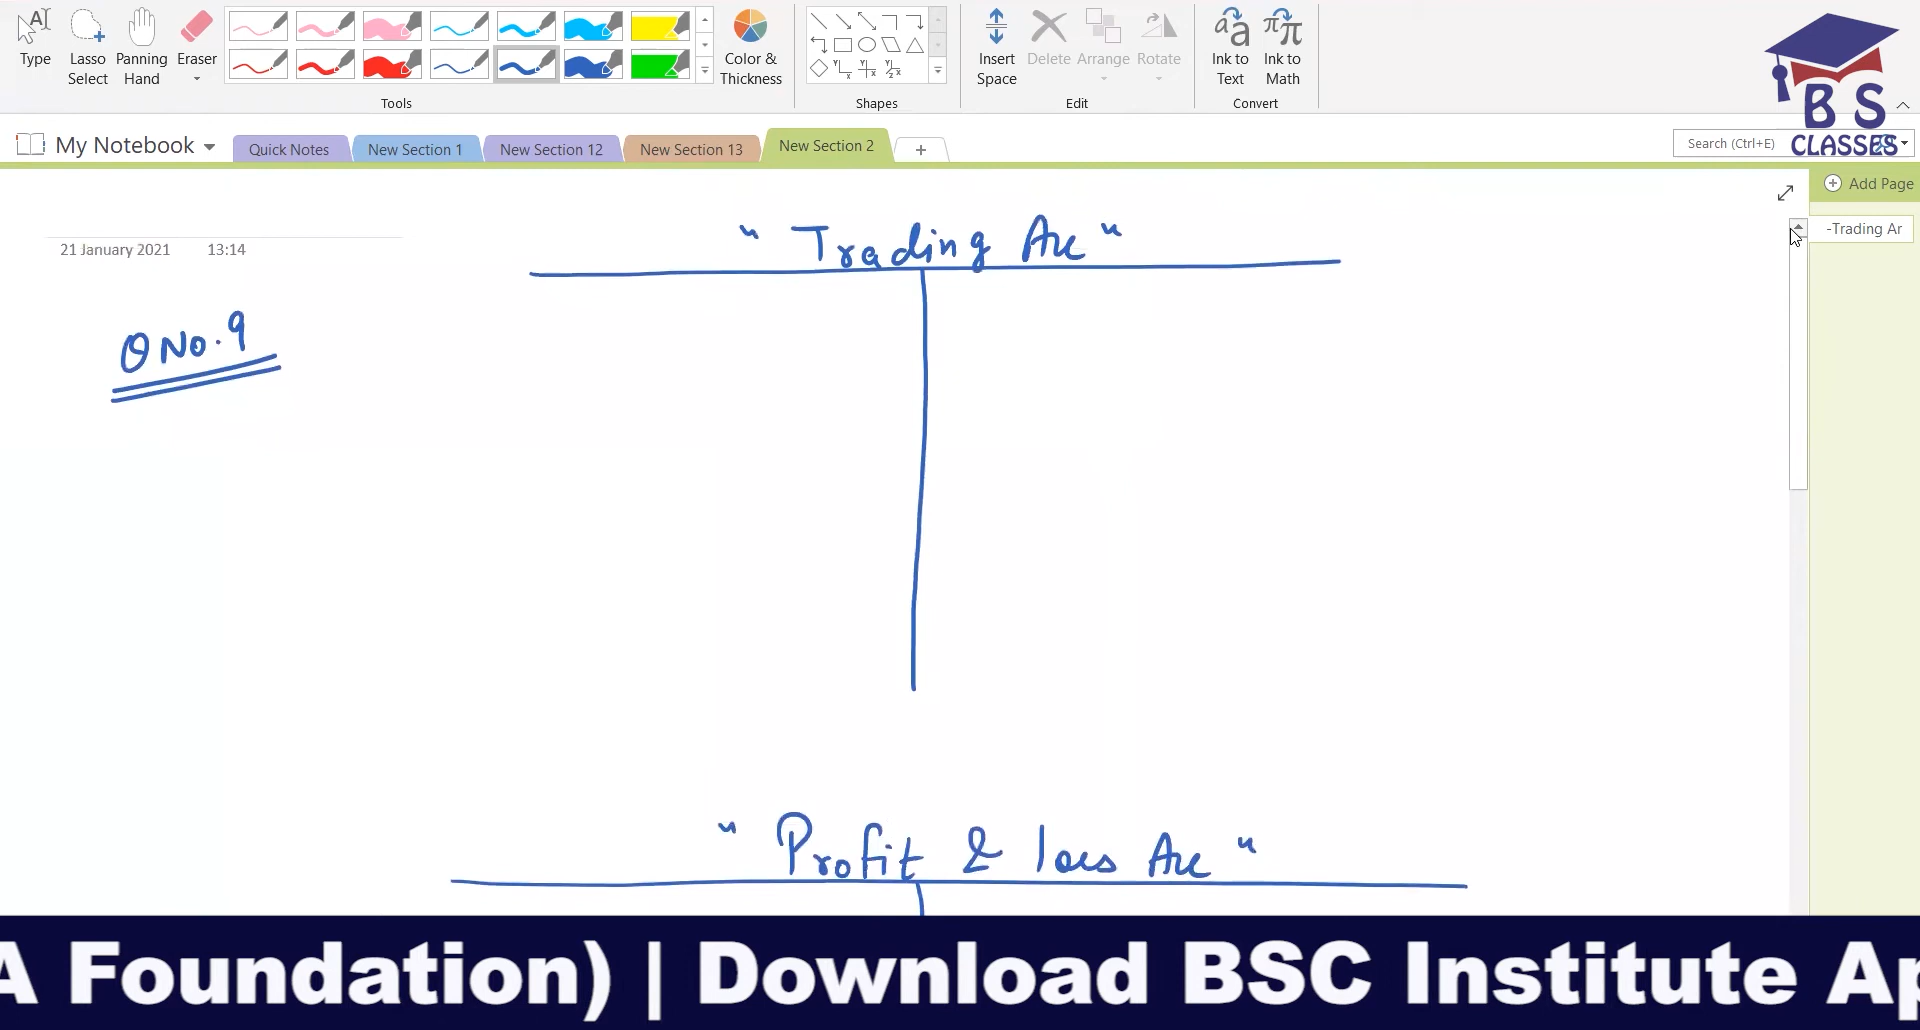 Type
Lasso Select
Panning Hand
Eraser
Color & Thickness
Insert Space
Delete
Arrange
Rotate
Ink to Text
Ink to Math
Tools
Shapes
Edit
Convert
BS
CLASSES
My Notebook
Quick Notes
New Section 1
New Section 12
New Section 13
New Section 2
Search (Ctrl+E)
Add Page
-Trading Ar
21 January 2021 13:14
" Trading A/c "
Q No. 9
" Profit & loss A/c "
A Foundation) | Download BSC Institute Ap